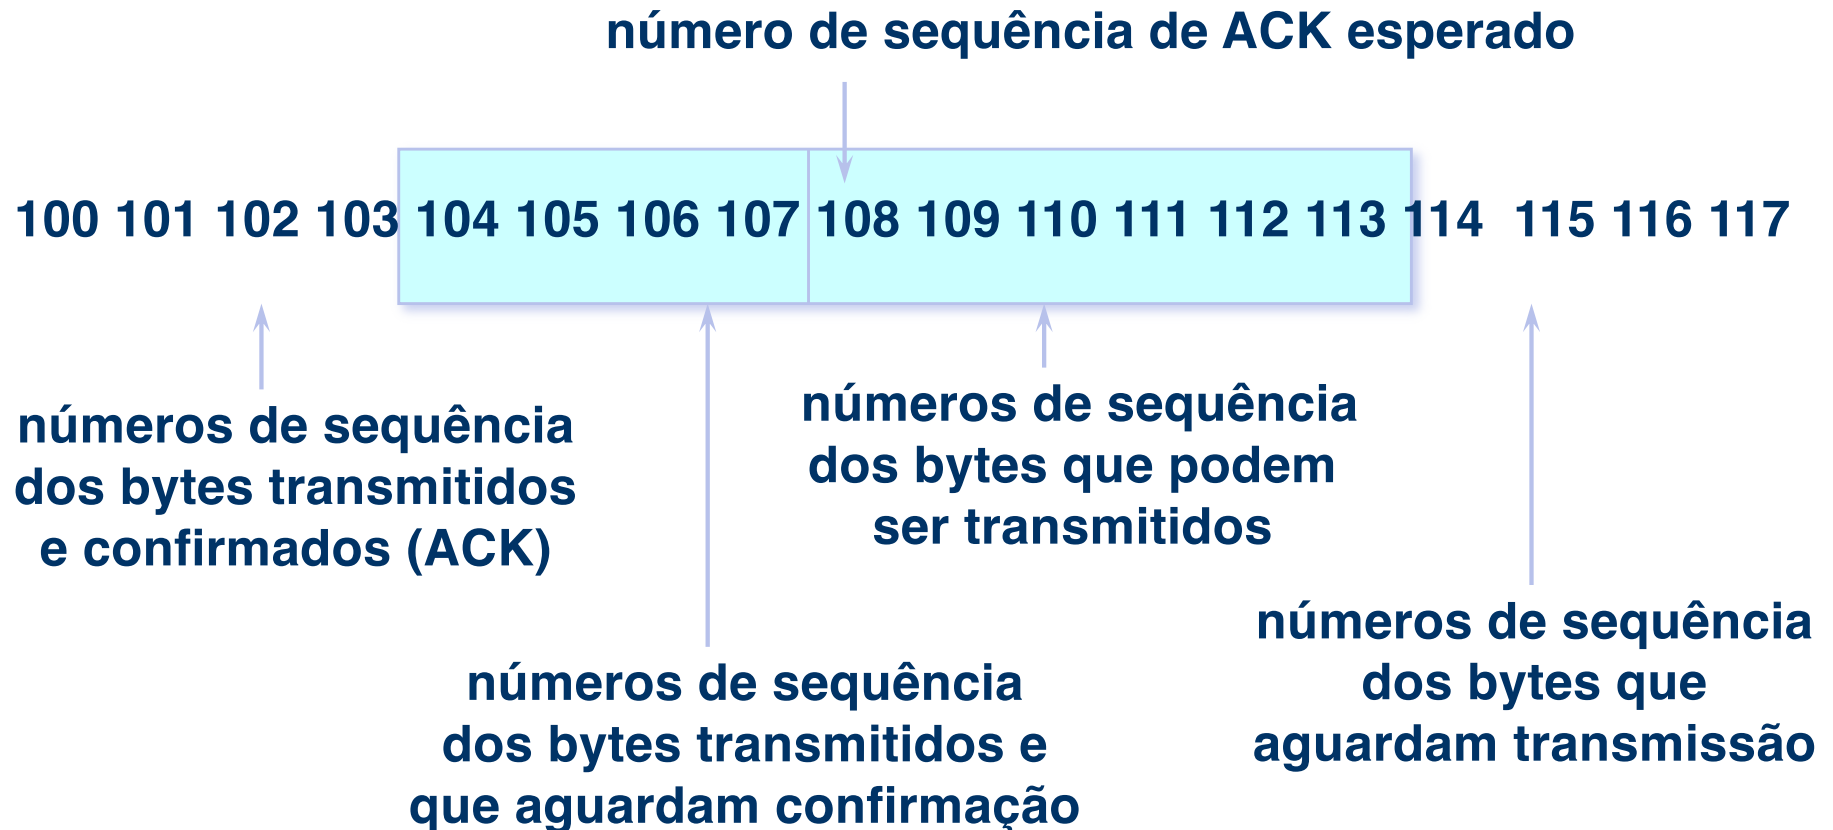 número de sequência de ACK esperado
100 101 102 103 104 105 106 107 108 109 110 111 112 113 114 115 116 117
números de sequência
dos bytes transmitidos
e confirmados (ACK)
números de sequência
dos bytes transmitidos e
que aguardam confirmação
números de sequência
dos bytes que podem
ser transmitidos
números de sequência
dos bytes que
aguardam transmissão